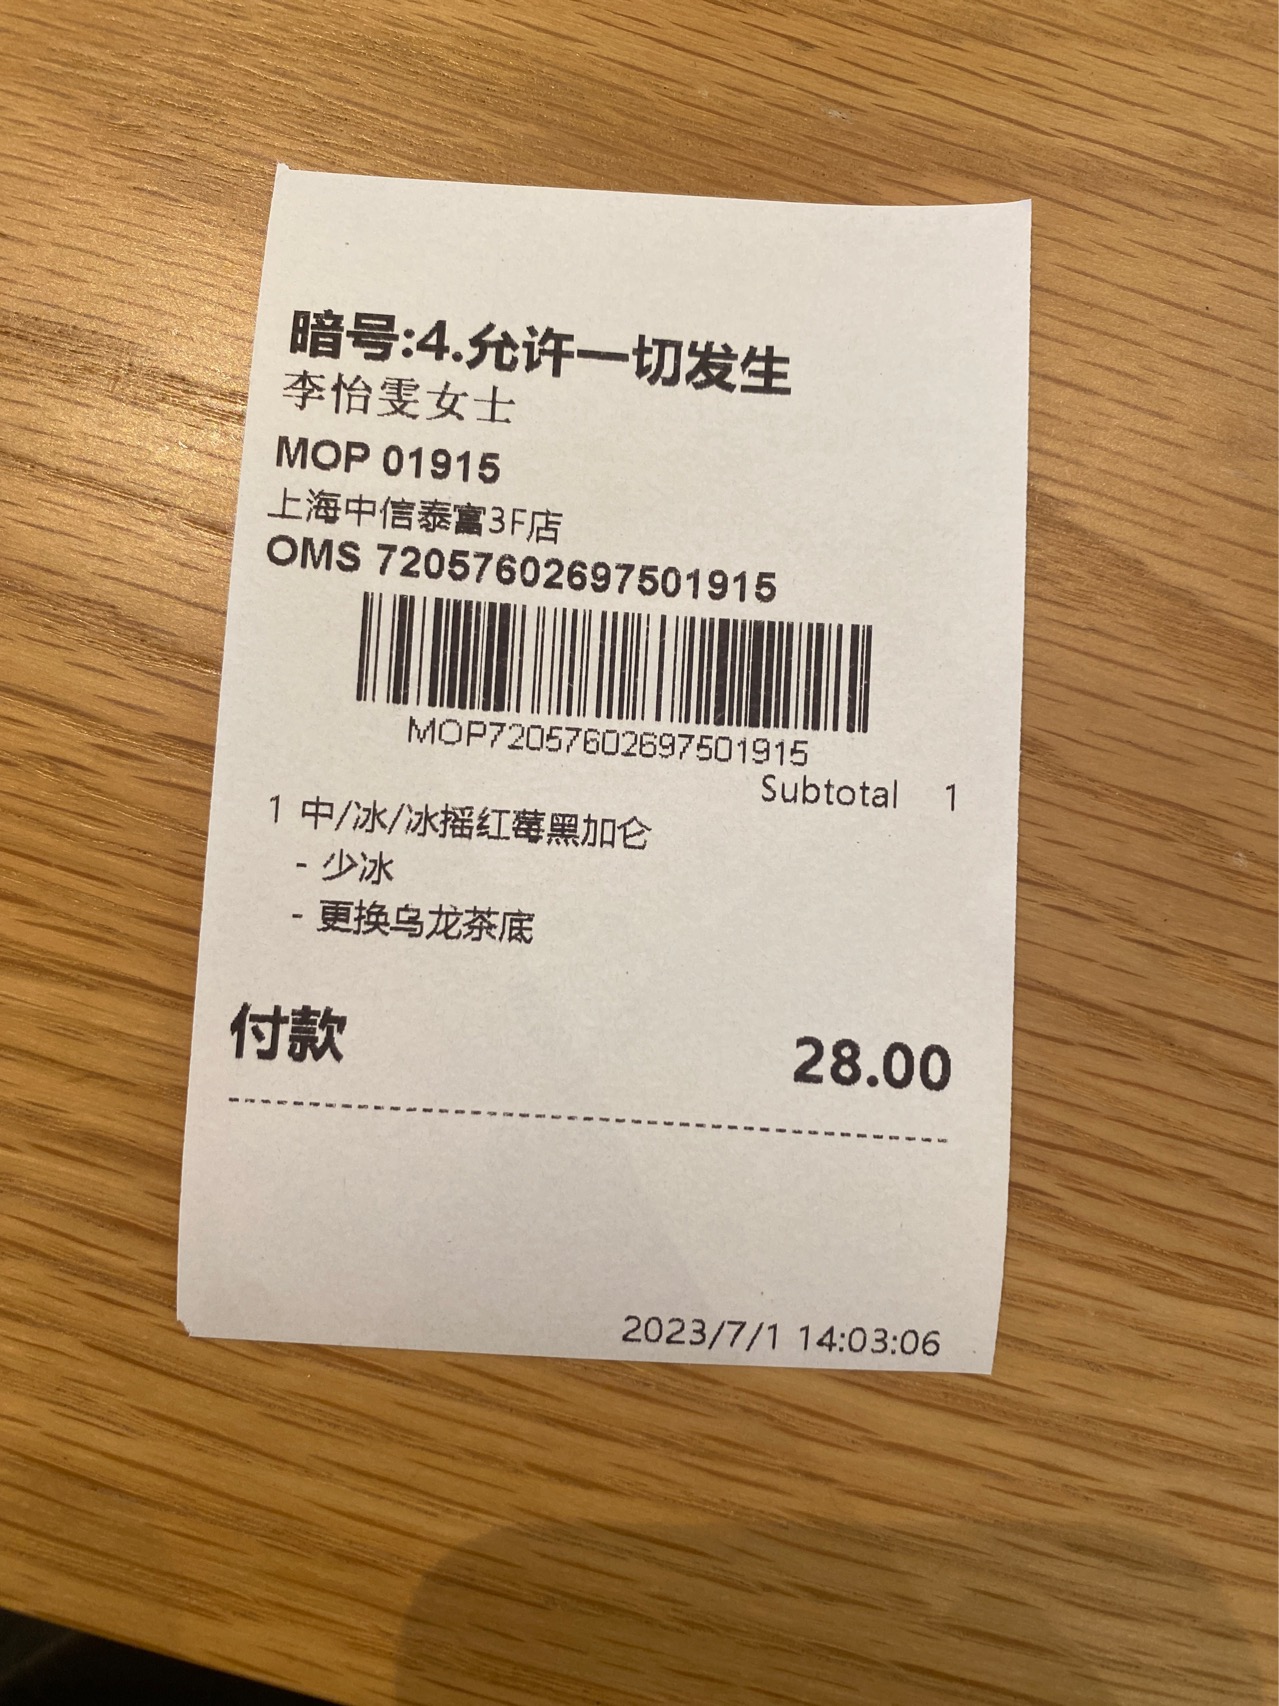 暗号:4.允许一切发生
李怡雯女士
MOP 01915
上海中信泰富3F店
OMS 72057602697501915
MOP72057602697501915
Subtotal 1
1 中/冰/冰摇红莓黑加仑
- 少冰
- 更换乌龙茶底
付款 28.00
2023/7/1 14:03:06